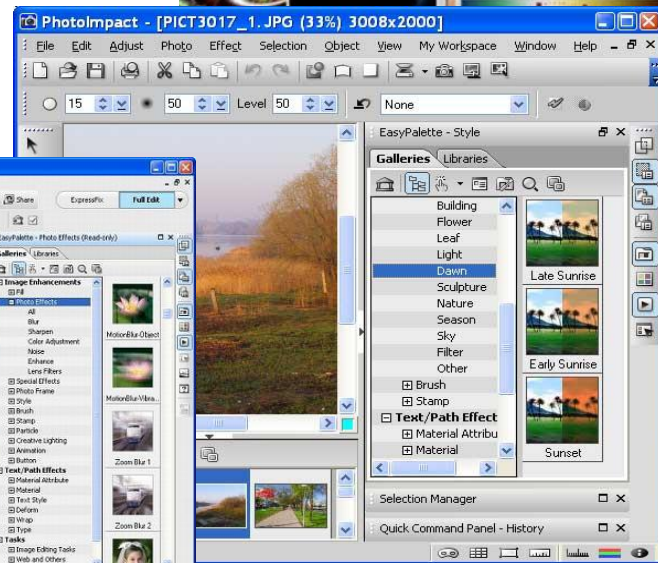 PhotoImpact - [PICT3017_1.JPG (33%) 3008x2000]
File Edit Adjust Photo Effect Selection Object View My Workspace Window Help
15 50 Level 50 None
EasyPalette - Style
Galleries Libraries
Building
Flower
Leaf
Light
Dawn
Sculpture
Nature
Season
Sky
Filter
Other
Brush
Stamp
Text/Path Effect
Material Attribu
Material
Late Sunrise
Early Sunrise
Sunset
Selection Manager
Quick Command Panel - History
Share ExpressFix Full Edit
EasyPalette - Photo Effects (Read-only)
Galleries Libraries
Image Enhancements
Fill
Photo Effects
All
Blur
Sharpen
Color Adjustment
Noise
Enhance
Lens Filters
Special Effects
Photo Frame
Style
Brush
Stamp
Particle
Creative Lighting
Animation
Button
Text/Path Effects
Material Attribute
Material
Text Style
Deform
Wrap
Type
Tasks
Image Editing Tasks
Web and Others
MotionBlur-Object
MotionBlur-Vibra...
Zoom Blur 1
Zoom Blur 2